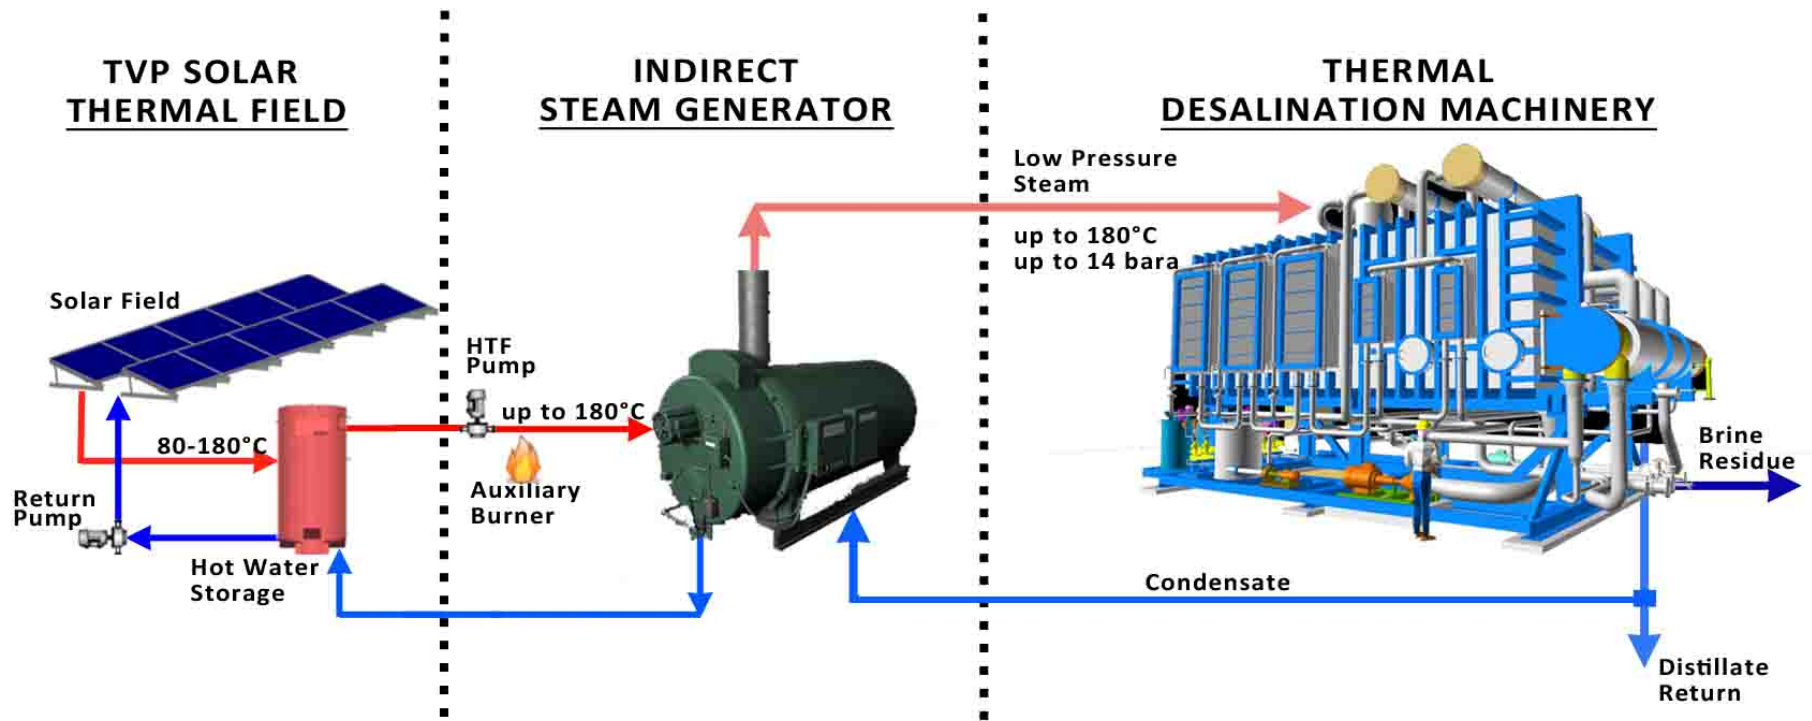 TVP SOLAR
THERMAL FIELD
INDIRECT
STEAM GENERATOR
THERMAL
DESALINATION MACHINERY
Low Pressure
Steam
up to 180°C
up to 14 bara
Solar Field
HTF
Pump
up to 180°C
80-180°C
Auxiliary
Burner
Return
Pump
Hot Water
Storage
Brine
Residue
Condensate
Distillate
Return